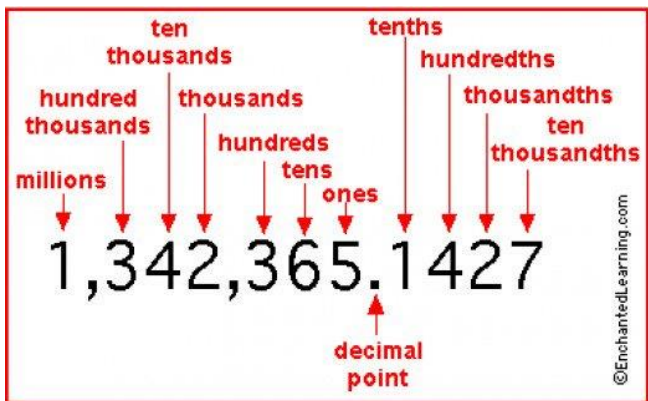 ten
thousands
tenths
hundredths
hundred
thousands
thousands
thousandths
ten
thousandths
hundreds
tens
ones
millions
1,342,365.1427
decimal
point
©EnchantedLearning.com